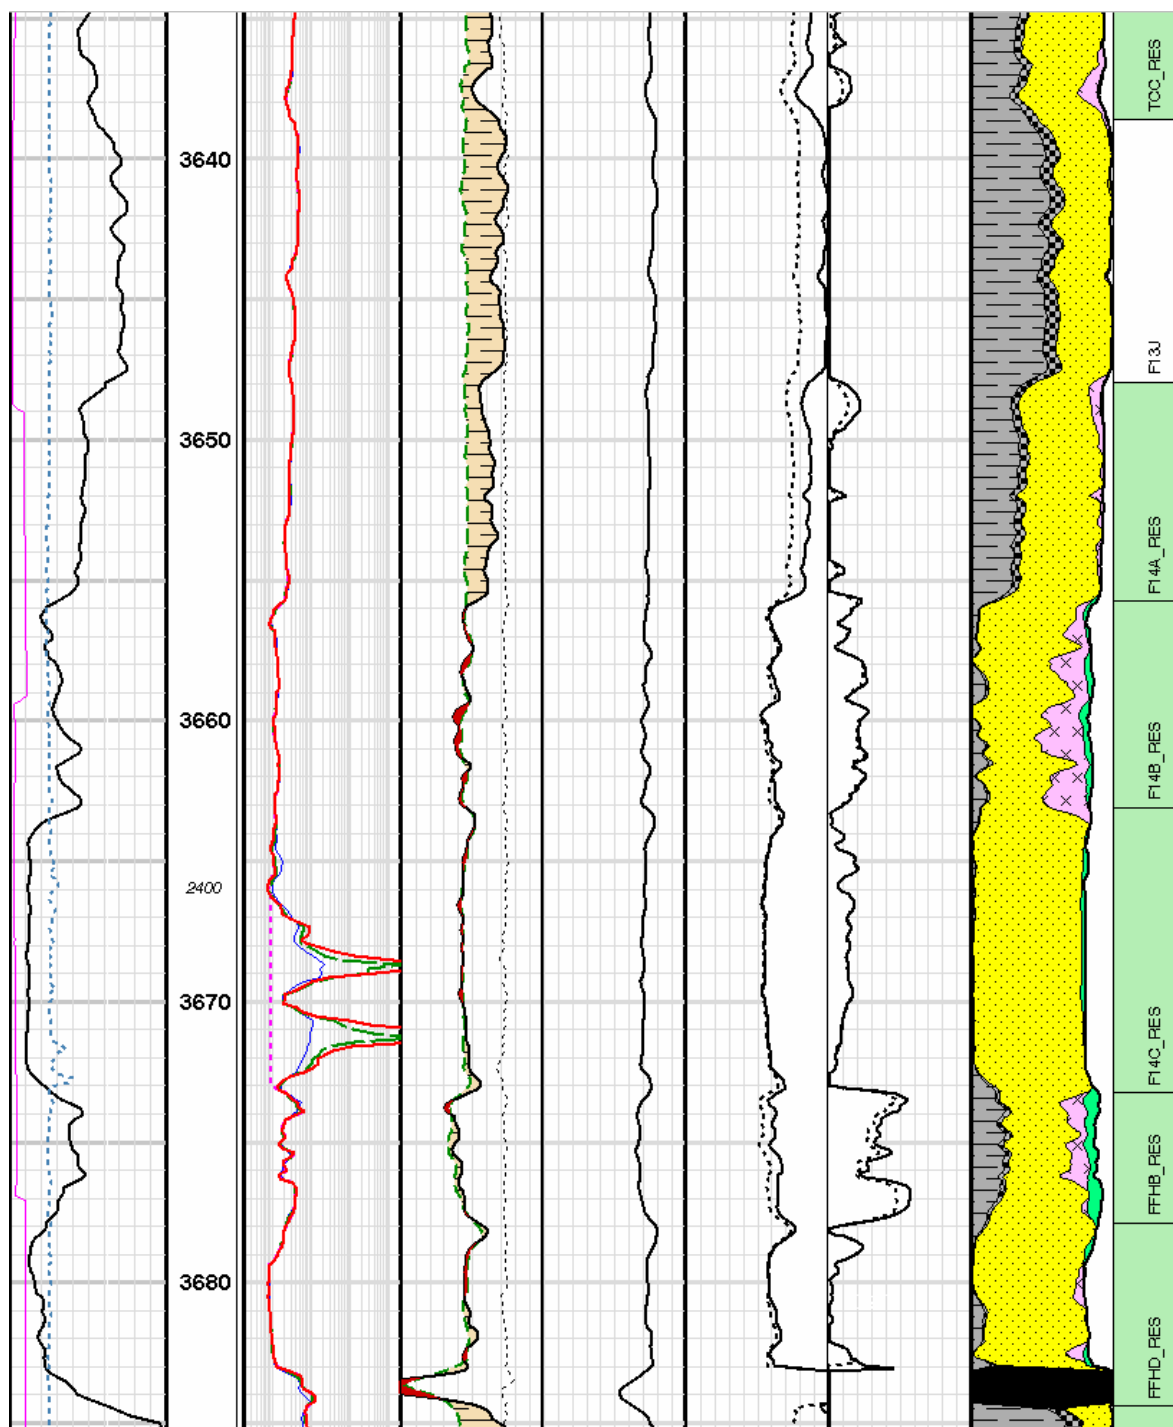 TCC_RES
3640
F13J
3650
F14A_RES
3660
F14B_RES
2400
3670
F14C_RES
FFHB_RES
3680
FFHD_RES